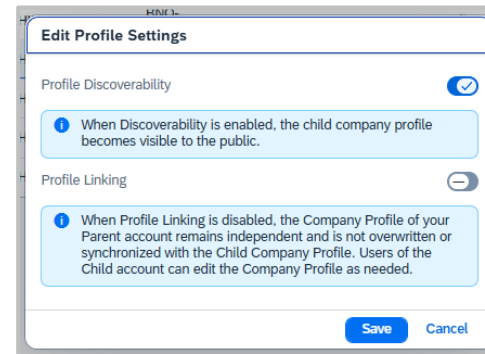 BNO-
Edit Profile Settings
Profile Discoverability
When Discoverability is enabled, the child company profile
becomes visible to the public.
Profile Linking
When Profile Linking is disabled, the Company Profile of your
Parent account remains independent and is not overwritten or
synchronized with the Child Company Profile. Users of the
Child account can edit the Company Profile as needed.
Save Cancel